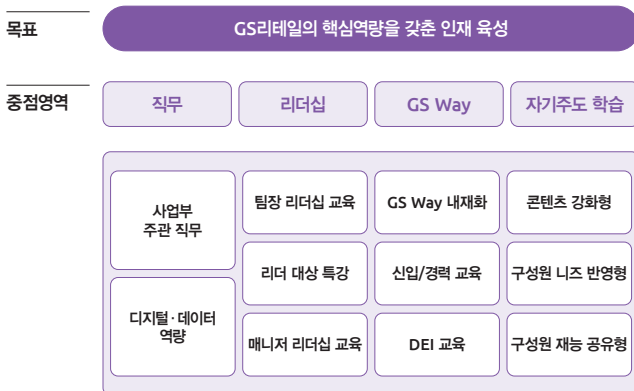 목표
GS리테일의 핵심역량을 갖춘 인재 육성
중점영역
직무
리더십
GS Way
자기주도 학습
사업부
주관 직무
디지털·데이터
역량
팀장 리더십 교육
리더 대상 특강
매니저 리더십 교육
GS Way 내재화
신입/경력 교육
DEI 교육
콘텐츠 강화형
구성원 니즈 반영형
구성원 재능 공유형